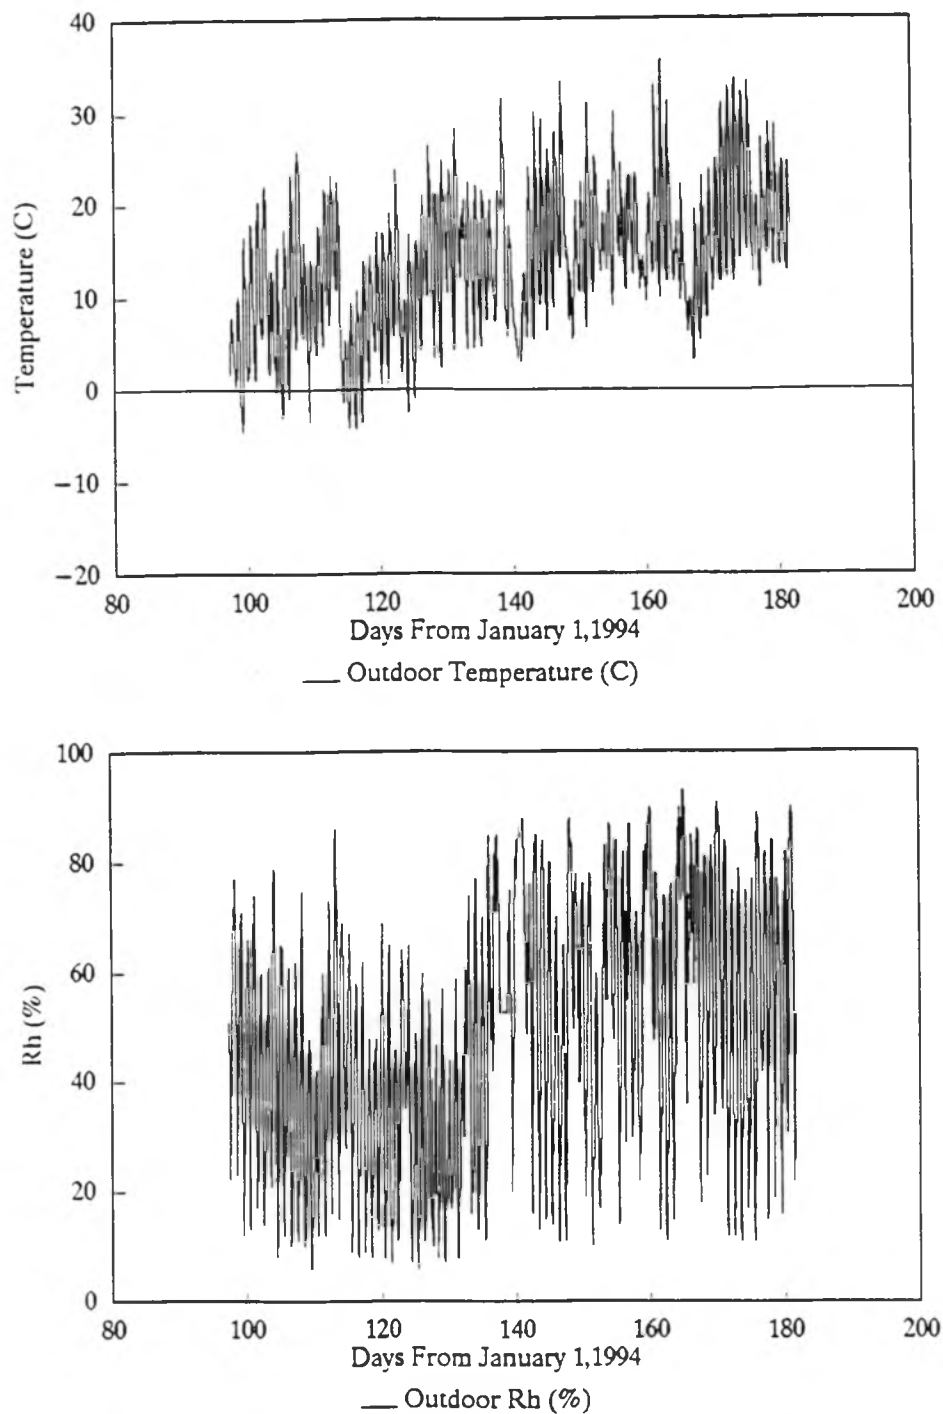 40
30
20
10
0
−10
−20
Temperature (C)
80 100 120 140 160 180 200
Days From January 1,1994
Outdoor Temperature (C)
100
80
60
40
20
0
Rh (%)
80 100 120 140 160 180 200
Days From January 1,1994
Outdoor Rh (%)